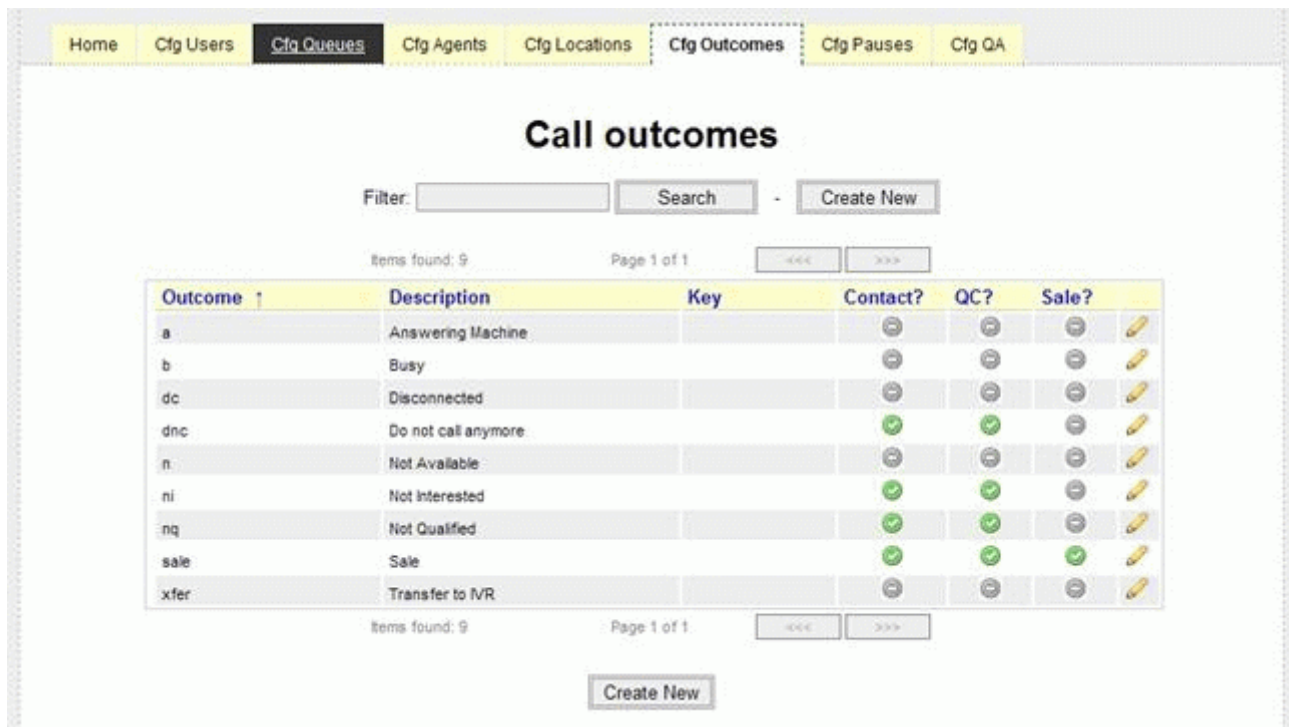 Home Cfg Users Cfg Queues Cfg Agents Cfg Locations Cfg Outcomes Cfg Pauses Cfg QA
Call outcomes
Filter: Search - Create New
Items found: 9 Page 1 of 1 <<< >>>
Outcome ↑ Description Key Contact? QC? Sale?
a Answering Machine
b Busy
dc Disconnected
dnc Do not call anymore
n Not Available
ni Not Interested
nq Not Qualified
sale Sale
xfer Transfer to IVR
Items found: 9 Page 1 of 1 <<< >>>
Create New